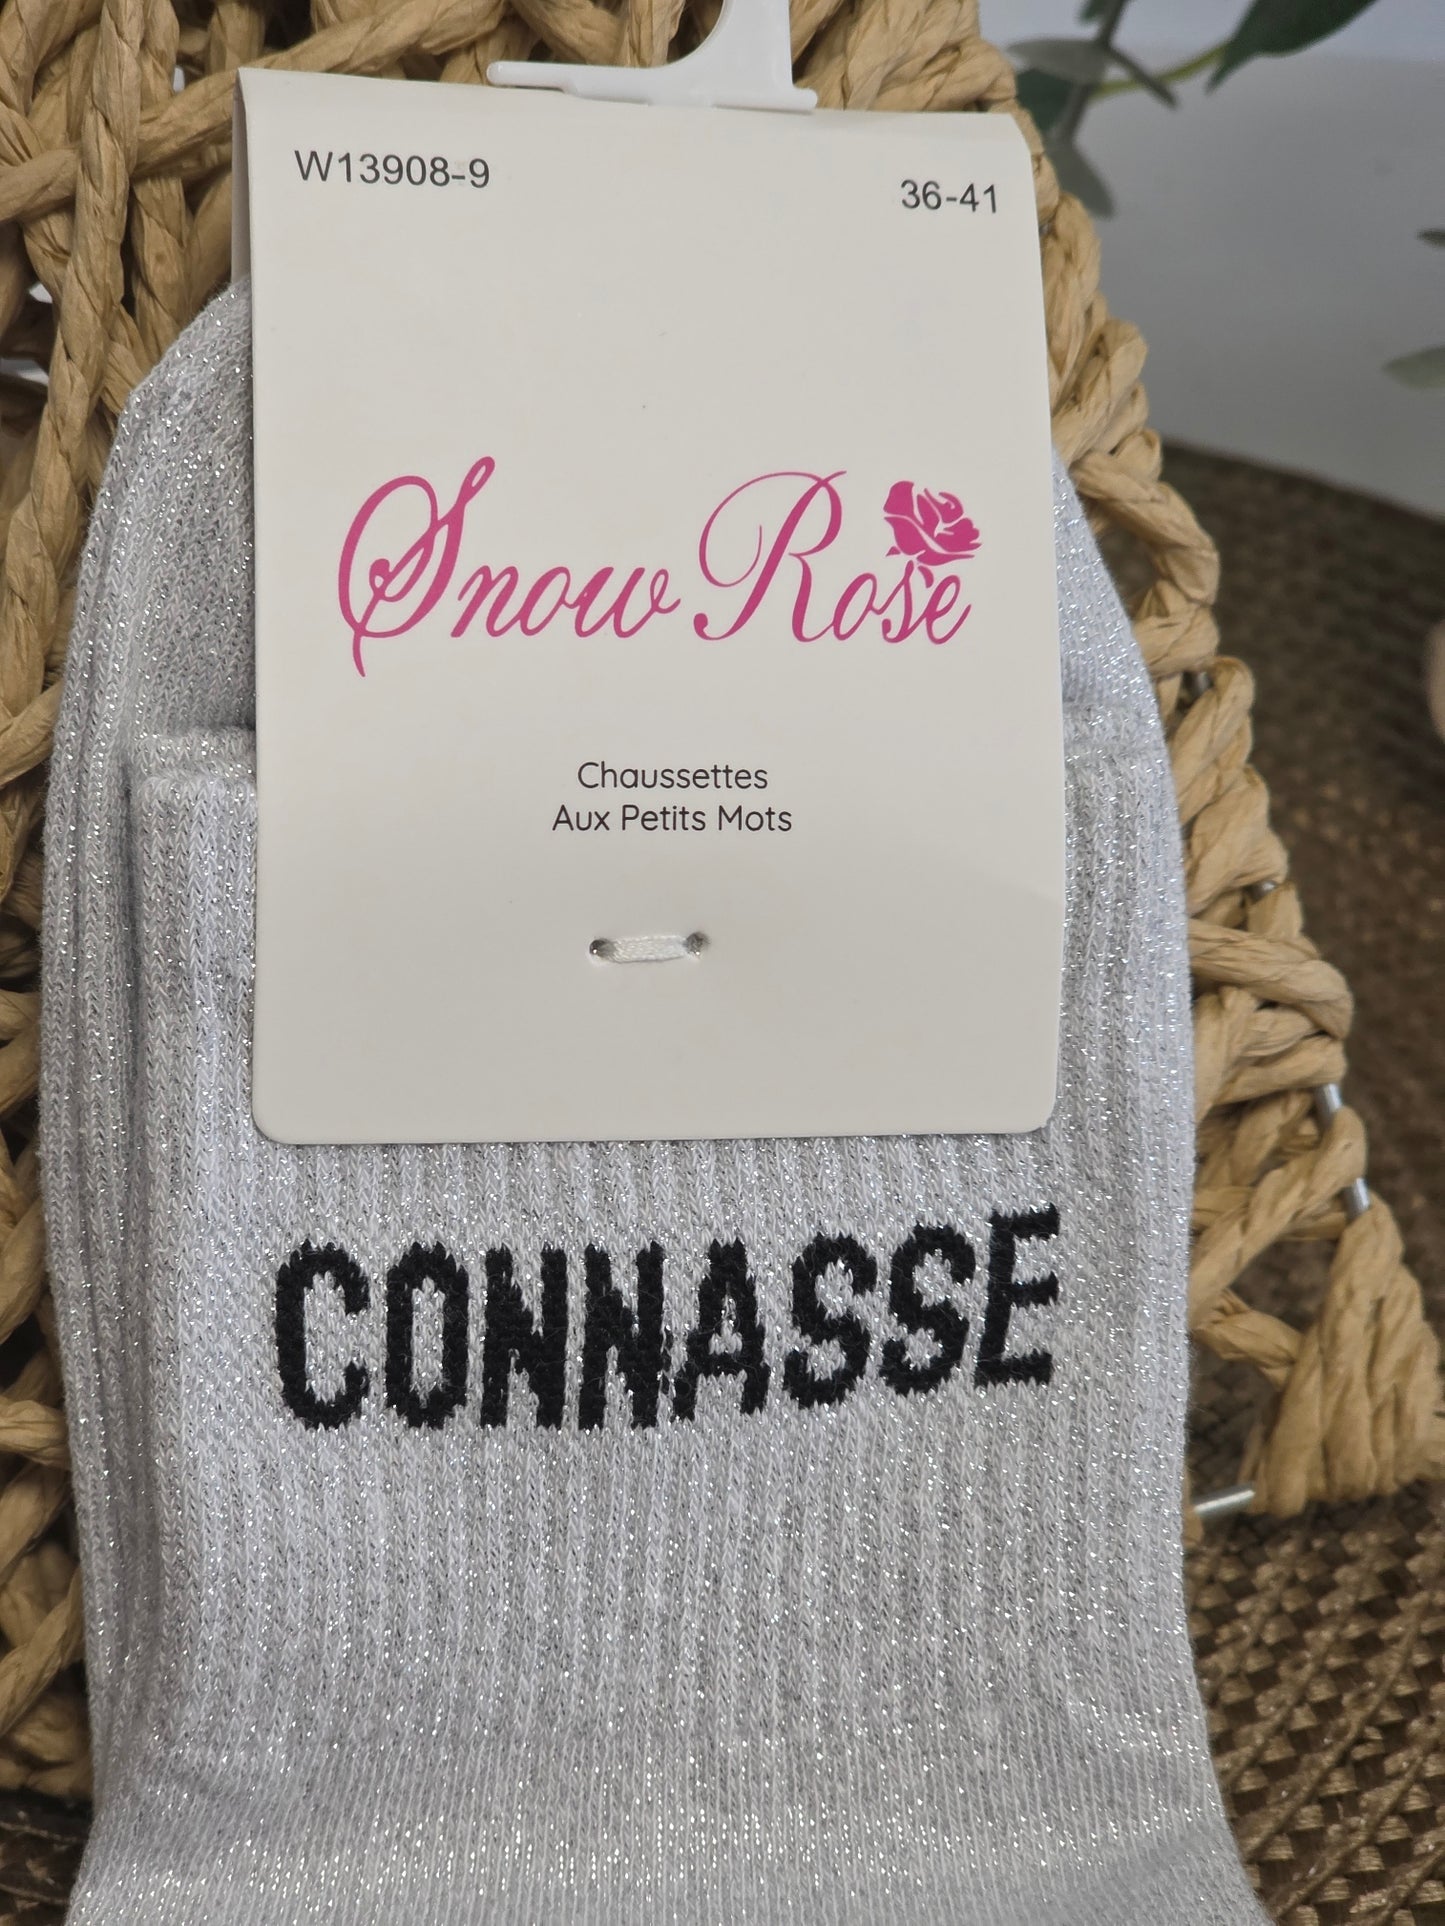 W13908-9
36-41
Snow Rose
Chaussettes
Aux Petits Mots
CONNASSE